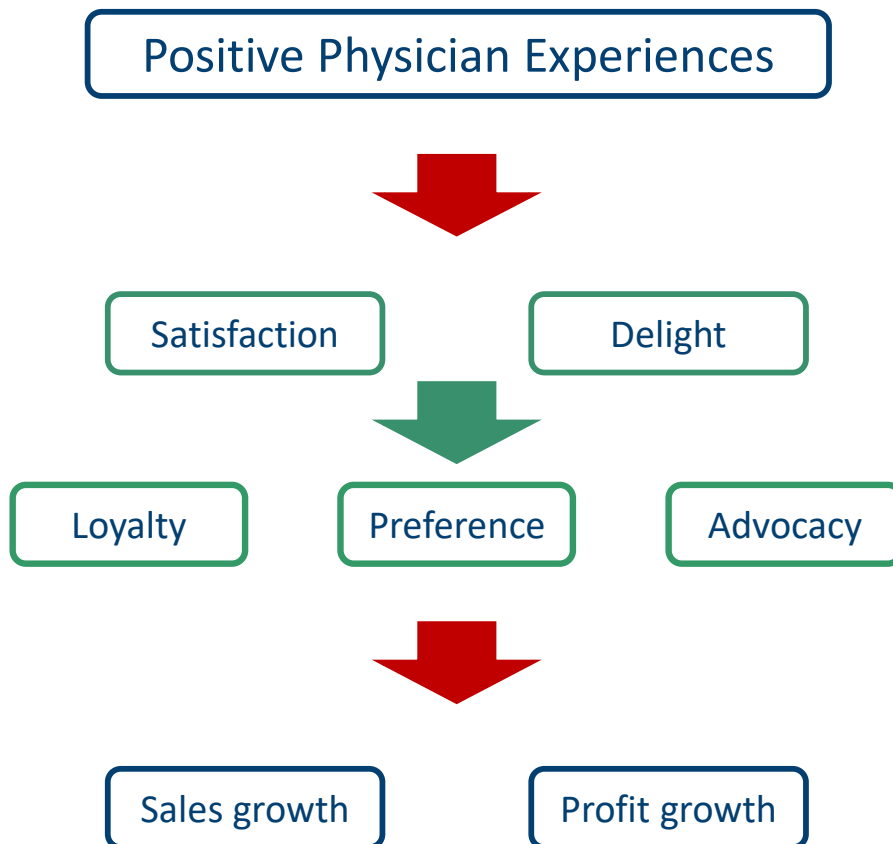 Positive Physician Experiences
Satisfaction
Delight
Loyalty
Preference
Advocacy
Sales growth
Profit growth